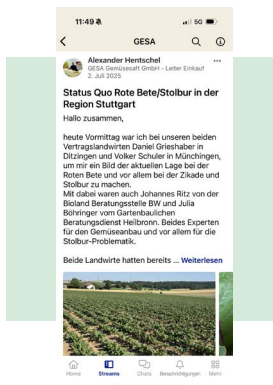 11:49
5G
GESA
Alexander Hentschel
GESA Gemüsesaft GmbH - Leiter Einkauf
2. Juli 2025
Status Quo Rote Bete/Stolbur in der
Region Stuttgart
Hallo zusammen,
heute Vormittag war ich bei unseren beiden
Vertragslandwirten Daniel Grieshaber in
Ditzingen und Volker Schuler in Münchingen,
um mir ein Bild der aktuellen Lage bei der
Roten Bete und vor allem bei der Zikade und
Stolbur zu machen.
Mit dabei waren auch Johannes Ritz von der
Bioland Beratungsstelle BW und Julia
Böhringer vom Gartenbaulichen
Beratungsdienst Heilbronn. Beides Experten
für den Gemüseanbau und vor allem für die
Stolbur-Problematik.
Beide Landwirte hatten bereits ... Weiterlesen
Home Streams Chats Benachrichtigungen Mehr